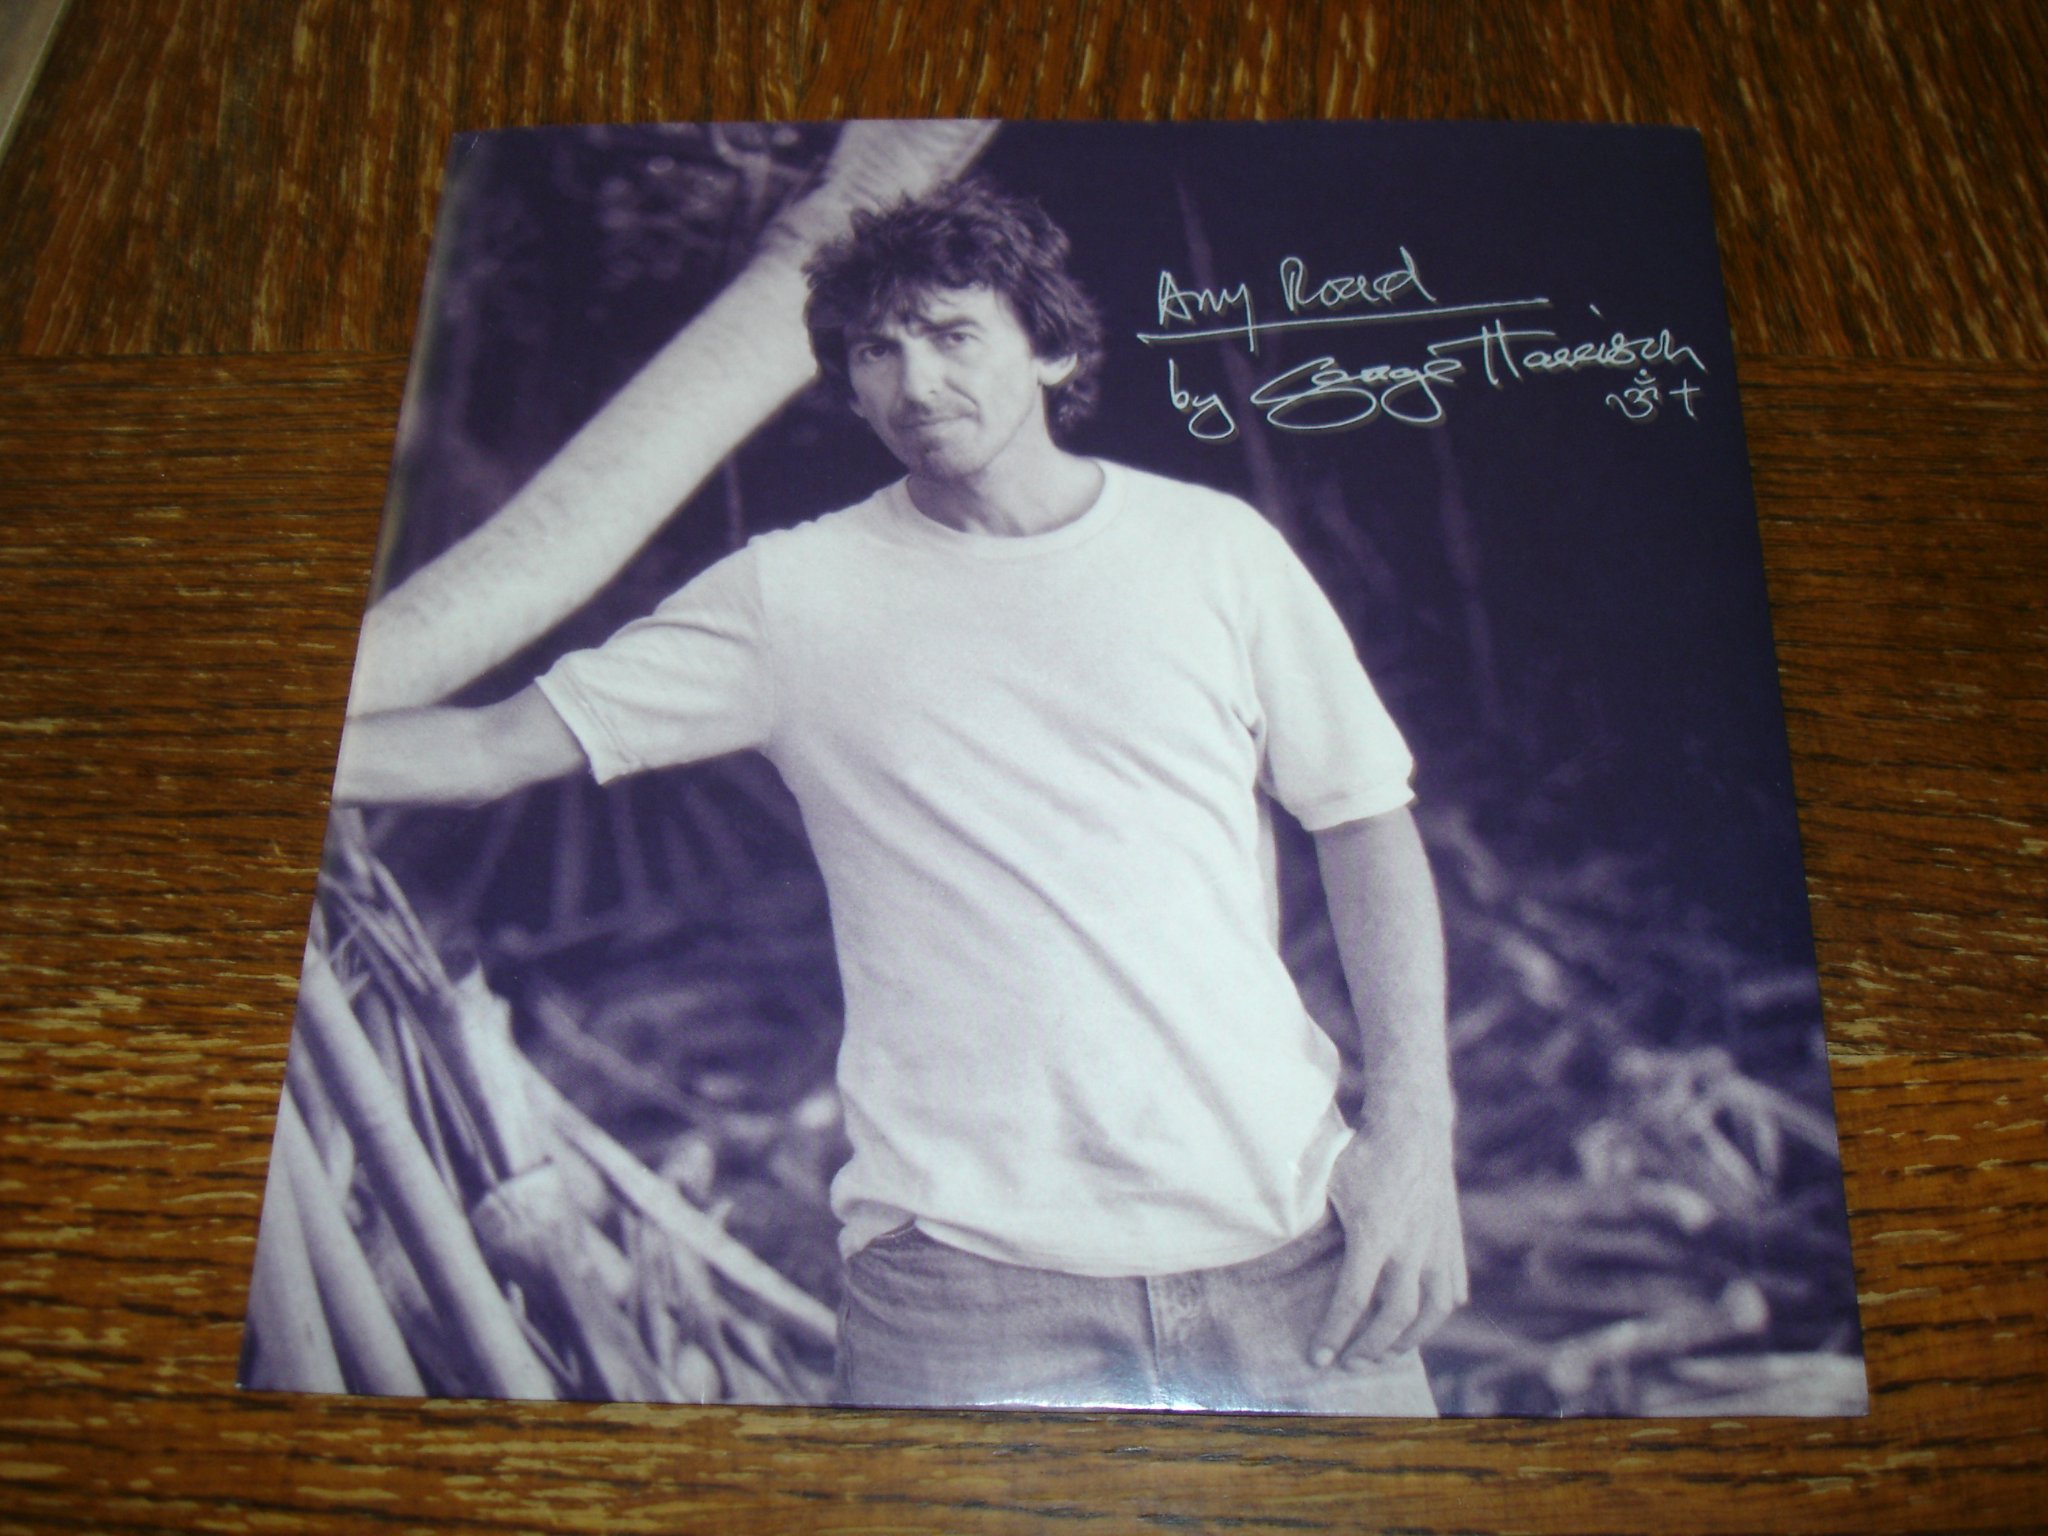 Any Road
by George Harrison
ॐ †